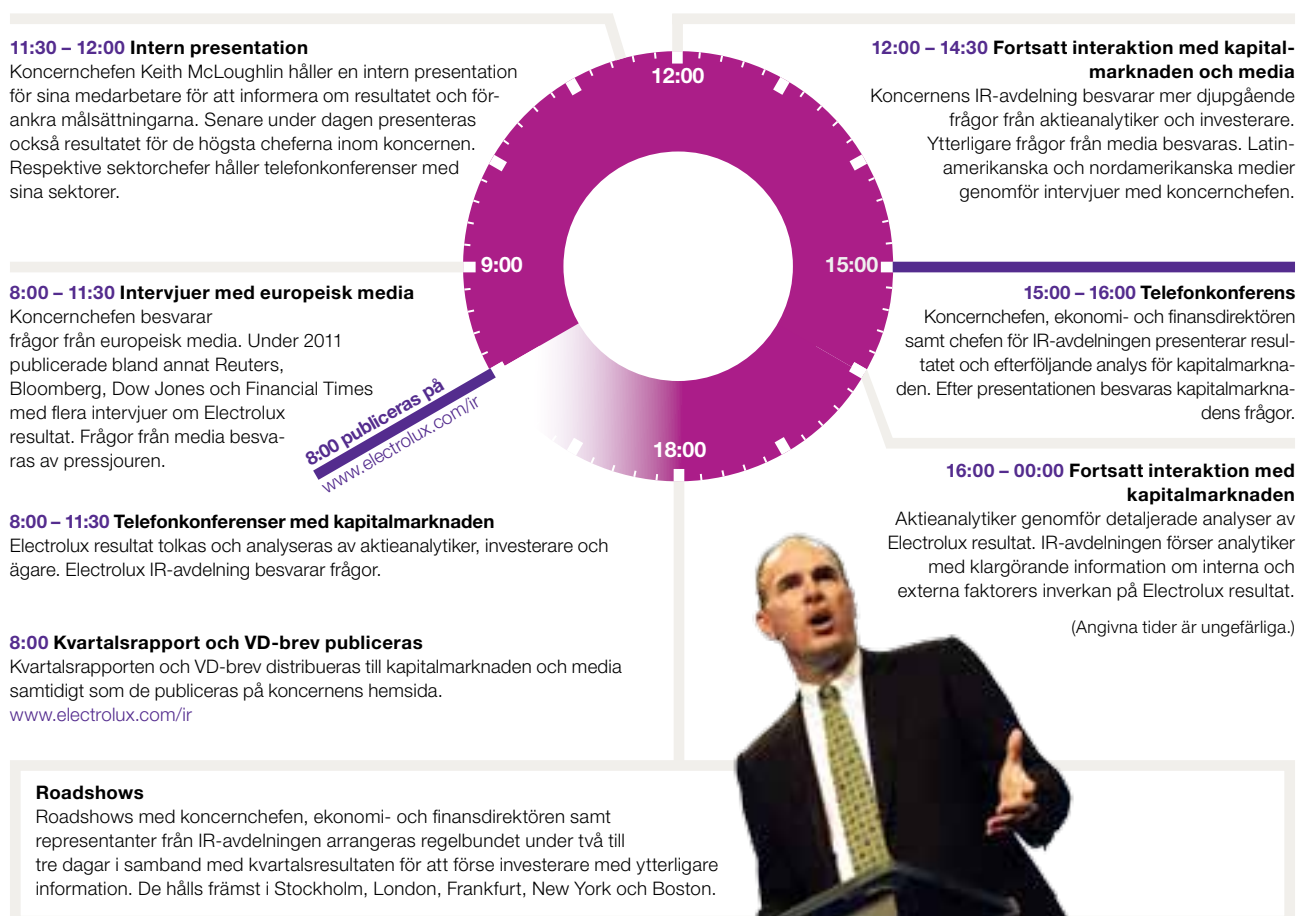 11:30 – 12:00 Intern presentation
Koncernchefen Keith McLoughlin håller en intern presentation
för sina medarbetare för att informera om resultatet och för-
ankra målsättningarna. Senare under dagen presenteras
också resultatet för de högsta cheferna inom koncernen.
Respektive sektorchefer håller telefonkonferenser med
sina sektorer.
12:00
12:00 – 14:30 Fortsatt interaktion med kapital-
marknaden och media
Koncernens IR-avdelning besvarar mer djupgående
frågor från aktieanalytiker och investerare.
Ytterligare frågor från media besvaras. Latin-
amerikanska och nordamerikanska medier
genomför intervjuer med koncernchefen.
9:00
15:00
8:00 – 11:30 Intervjuer med europeisk media
Koncernchefen besvarar
frågor från europeisk media. Under 2011
publicerade bland annat Reuters,
Bloomberg, Dow Jones och Financial Times
med flera intervjuer om Electrolux
resultat. Frågor från media besva-
ras av pressjouren.
8:00 publiceras på
www.electrolux.com/ir
18:00
15:00 – 16:00 Telefonkonferens
Koncernchefen, ekonomi- och finansdirektören
samt chefen för IR-avdelningen presenterar resul-
tatet och efterföljande analys för kapitalmarkna-
den. Efter presentationen besvaras kapitalmarkna-
dens frågor.
16:00 – 00:00 Fortsatt interaktion med
kapitalmarknaden
Aktieanalytiker genomför detaljerade analyser av
Electrolux resultat. IR-avdelningen förser analytiker
med klargörande information om interna och
externa faktorers inverkan på Electrolux resultat.
(Angivna tider är ungefärliga.)
8:00 – 11:30 Telefonkonferenser med kapitalmarknaden
Electrolux resultat tolkas och analyseras av aktieanalytiker, investerare och
ägare. Electrolux IR-avdelning besvarar frågor.
8:00 Kvartalsrapport och VD-brev publiceras
Kvartalsrapporten och VD-brev distribueras till kapitalmarknaden och media
samtidigt som de publiceras på koncernens hemsida.
www.electrolux.com/ir
Roadshows
Roadshows med koncernchefen, ekonomi- och finansdirektören samt
representanter från IR-avdelningen arrangeras regelbundet under två till
tre dagar i samband med kvartalsresultaten för att förse investerare med ytterligare
information. De hålls främst i Stockholm, London, Frankfurt, New York och Boston.